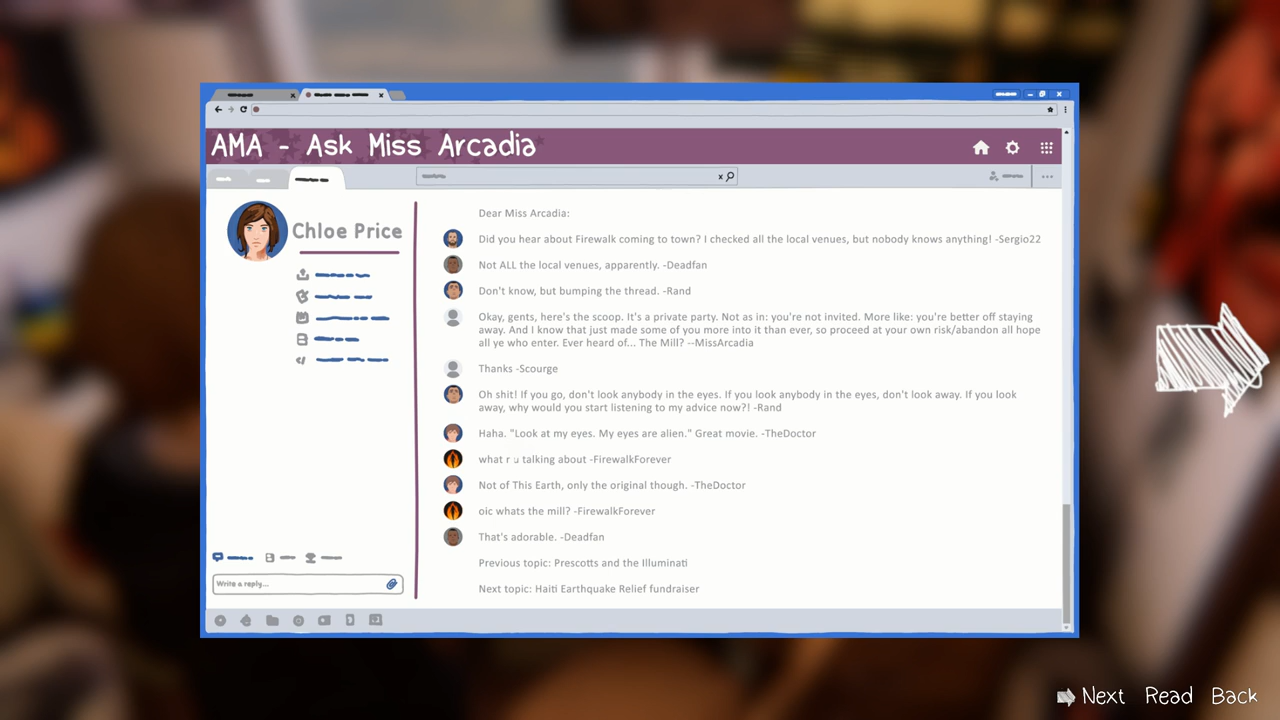 AMA - Ask Miss Arcadia
Chloe Price
Dear Miss Arcadia:
Did you hear about Firewalk coming to town? I checked all the local venues, but nobody knows anything! -Sergio22
Not ALL the local venues, apparently. -Deadfan
Don't know, but bumping the thread. -Rand
Okay, gents, here's the scoop. It's a private party. Not as in: you're not invited. More like: you're better off staying
away. And I know that just made some of you more into it than ever, so proceed at your own risk/abandon all hope
all ye who enter. Ever heard of... The Mill? --MissArcadia
Thanks -Scourge
Oh shit! If you go, don't look anybody in the eyes. If you look anybody in the eyes, don't look away. If you look
away, why would you start listening to my advice now?! -Rand
Haha. "Look at my eyes. My eyes are alien." Great movie. -TheDoctor
what r u talking about -FirewalkForever
Not of This Earth, only the original though. -TheDoctor
oic whats the mill? -FirewalkForever
That's adorable. -Deadfan
Previous topic: Prescotts and the Illuminati
Next topic: Haiti Earthquake Relief fundraiser
Write a reply...
Next Read Back